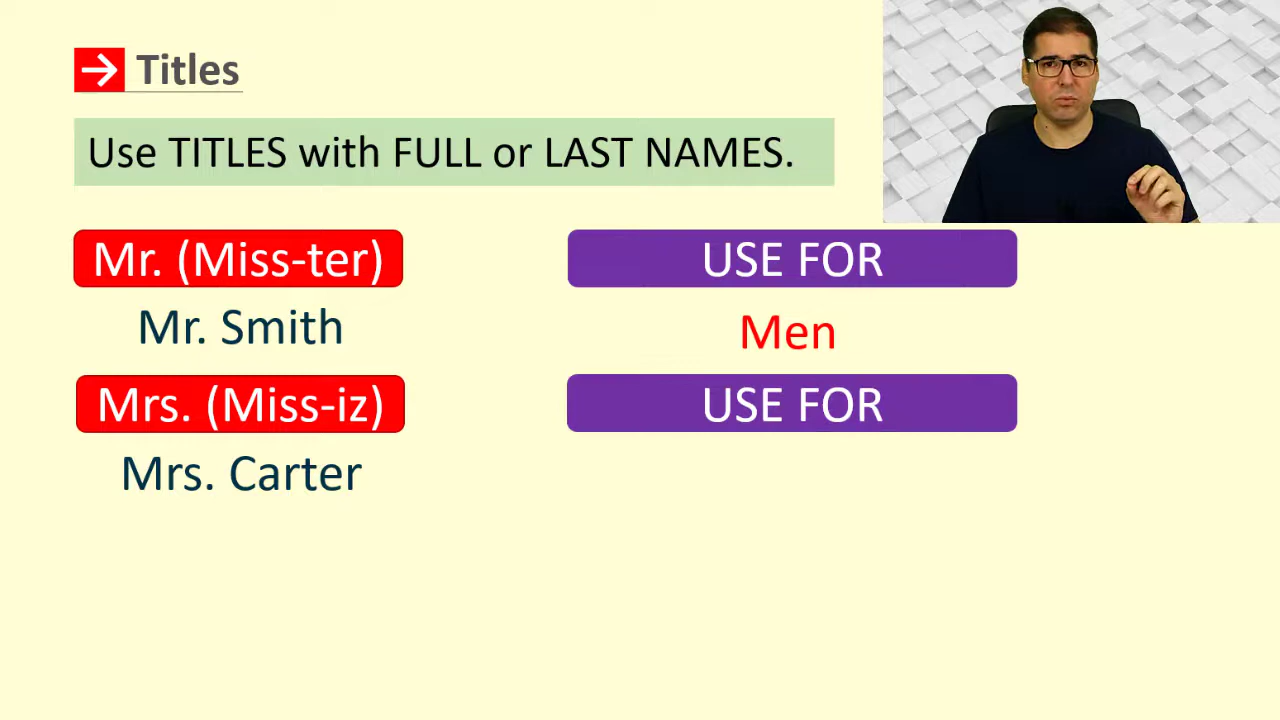 Titles
Use TITLES with FULL or LAST NAMES.
Mr. (Miss-ter)
USE FOR
Mr. Smith
Men
Mrs. (Miss-iz)
USE FOR
Mrs. Carter